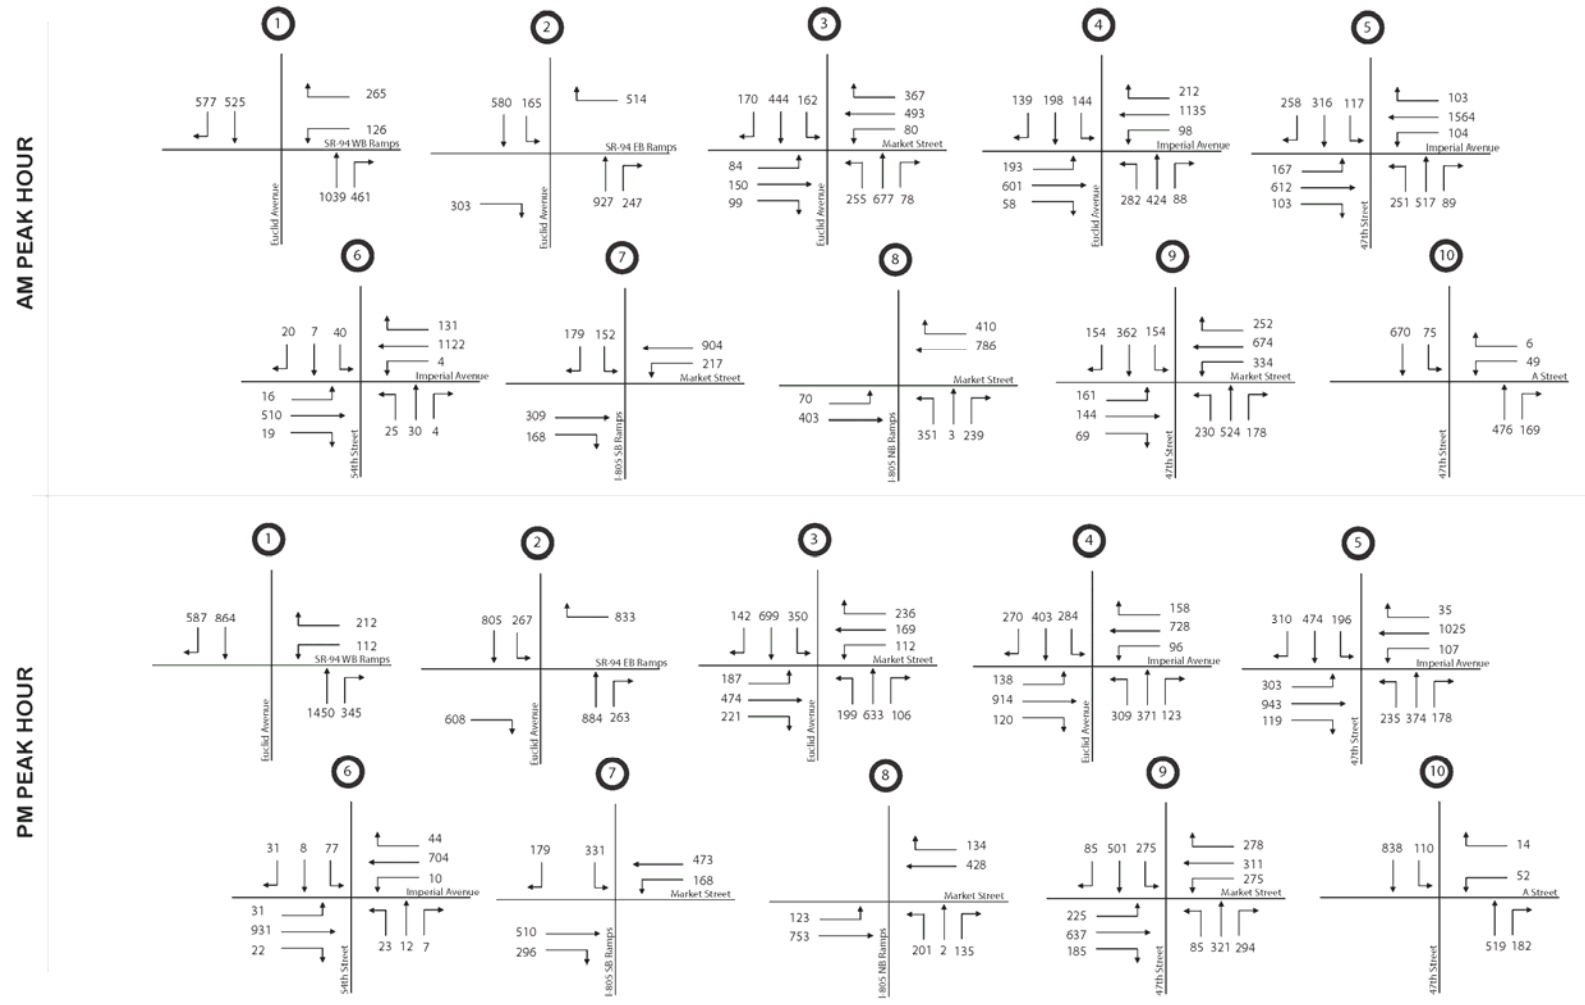 AM PEAK HOUR
1
577 525
265
126
SR-94 WB Ramps
1039 461
Euclid Avenue
2
580 165
514
SR-94 EB Ramps
303
927 247
Euclid Avenue
3
170 444 162
367
493
80
Market Street
84
150
99
255 677 78
Euclid Avenue
4
139 198 144
212
1135
98
Imperial Avenue
193
601
58
282 424 88
Euclid Avenue
5
258 316 117
103
1564
104
Imperial Avenue
167
612
103
251 517 89
47th Street
6
20 7 40
131
1122
4
Imperial Avenue
16
510
19
25 30 4
54th Street
7
179 152
904
217
Market Street
309
168
I-805 SB Ramps
8
410
786
Market Street
70
403
351 3 239
I-805 NB Ramps
9
154 362 154
252
674
334
Market Street
161
144
69
230 524 178
47th Street
10
670 75
6
49
A Street
476 169
47th Street
PM PEAK HOUR
1
587 864
212
112
SR-94 WB Ramps
1450 345
Euclid Avenue
2
805 267
833
SR-94 EB Ramps
608
884 263
Euclid Avenue
3
142 699 350
236
169
112
Market Street
187
474
221
199 633 106
Euclid Avenue
4
270 403 284
158
728
96
Imperial Avenue
138
914
120
309 371 123
Euclid Avenue
5
310 474 196
35
1025
107
Imperial Avenue
303
943
119
235 374 178
47th Street
6
31 8 77
44
704
10
Imperial Avenue
31
931
22
23 12 7
54th Street
7
179 331
473
168
Market Street
510
296
I-805 SB Ramps
8
134
428
Market Street
123
753
201 2 135
I-805 NB Ramps
9
85 501 275
278
311
275
Market Street
225
637
185
85 321 294
47th Street
10
838 110
14
52
A Street
519 182
47th Street